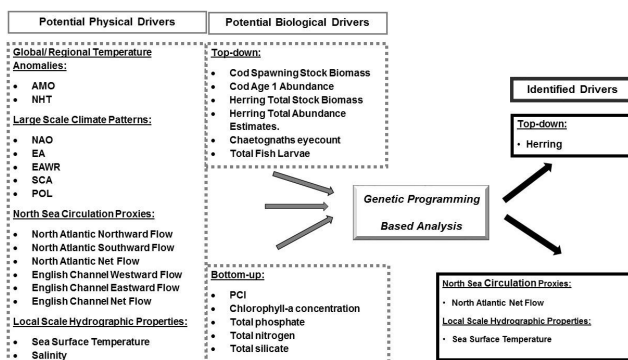 Potential Physical Drivers
Global/ Regional Temperature
Anomalies:
• AMO
• NHT
Large Scale Climate Patterns:
• NAO
• EA
• EAWR
• SCA
• POL
North Sea Circulation Proxies:
• North Atlantic Northward Flow
• North Atlantic Southward Flow
• North Atlantic Net Flow
• English Channel Westward Flow
• English Channel Eastward Flow
• English Channel Net Flow
Local Scale Hydrographic Properties:
• Sea Surface Temperature
• Salinity
Potential Biological Drivers
Top-down:
• Cod Spawning Stock Biomass
• Cod Age 1 Abundance
• Herring Total Stock Biomass
• Herring Total Abundance
Estimates.
• Chaetognaths eyecount
• Total Fish Larvae
Bottom-up:
• PCI
• Chlorophyll-a concentration
• Total phosphate
• Total nitrogen
• Total silicate
Genetic Programming
Based Analysis
Identified Drivers
Top-down:
• Herring
North Sea Circulation Proxies:
• North Atlantic Net Flow
Local Scale Hydrographic Properties:
• Sea Surface Temperature